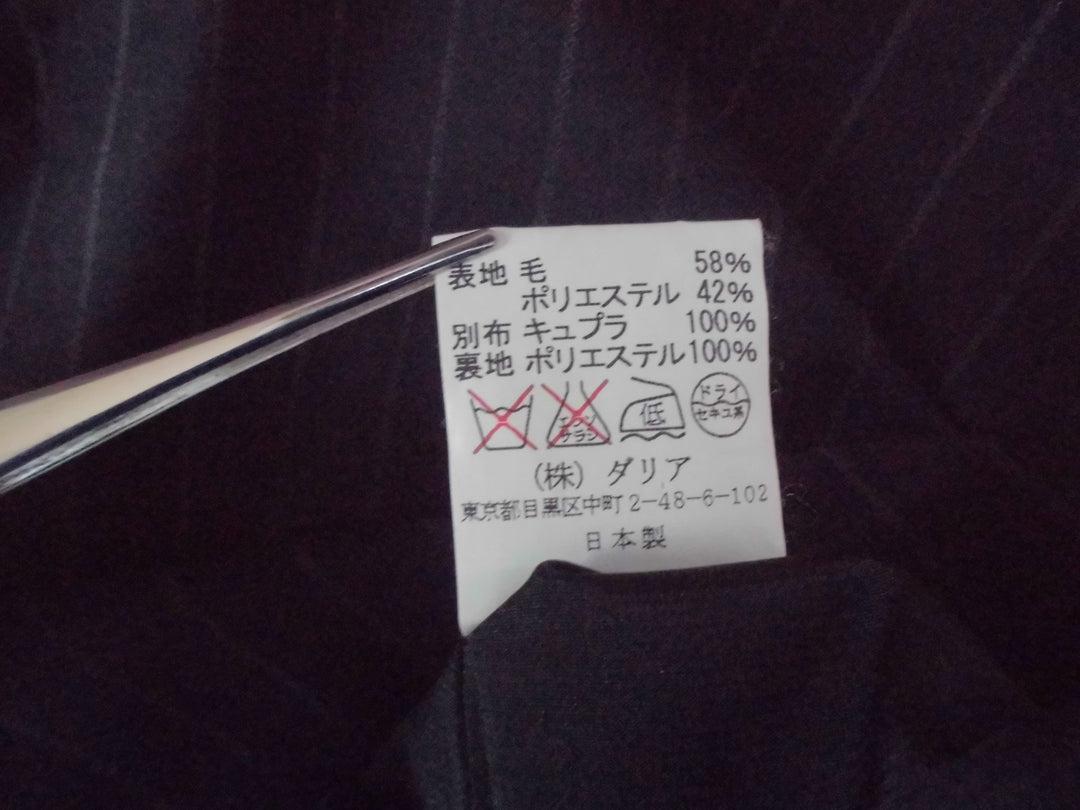 表地 毛 58%
ポリエステル 42%
別布 キュプラ 100%
裏地 ポリエステル 100%
エンソ
サラシ
低
ドライ
セキユ系
(株) ダリア
東京都目黒区中町2-48-6-102
日本製